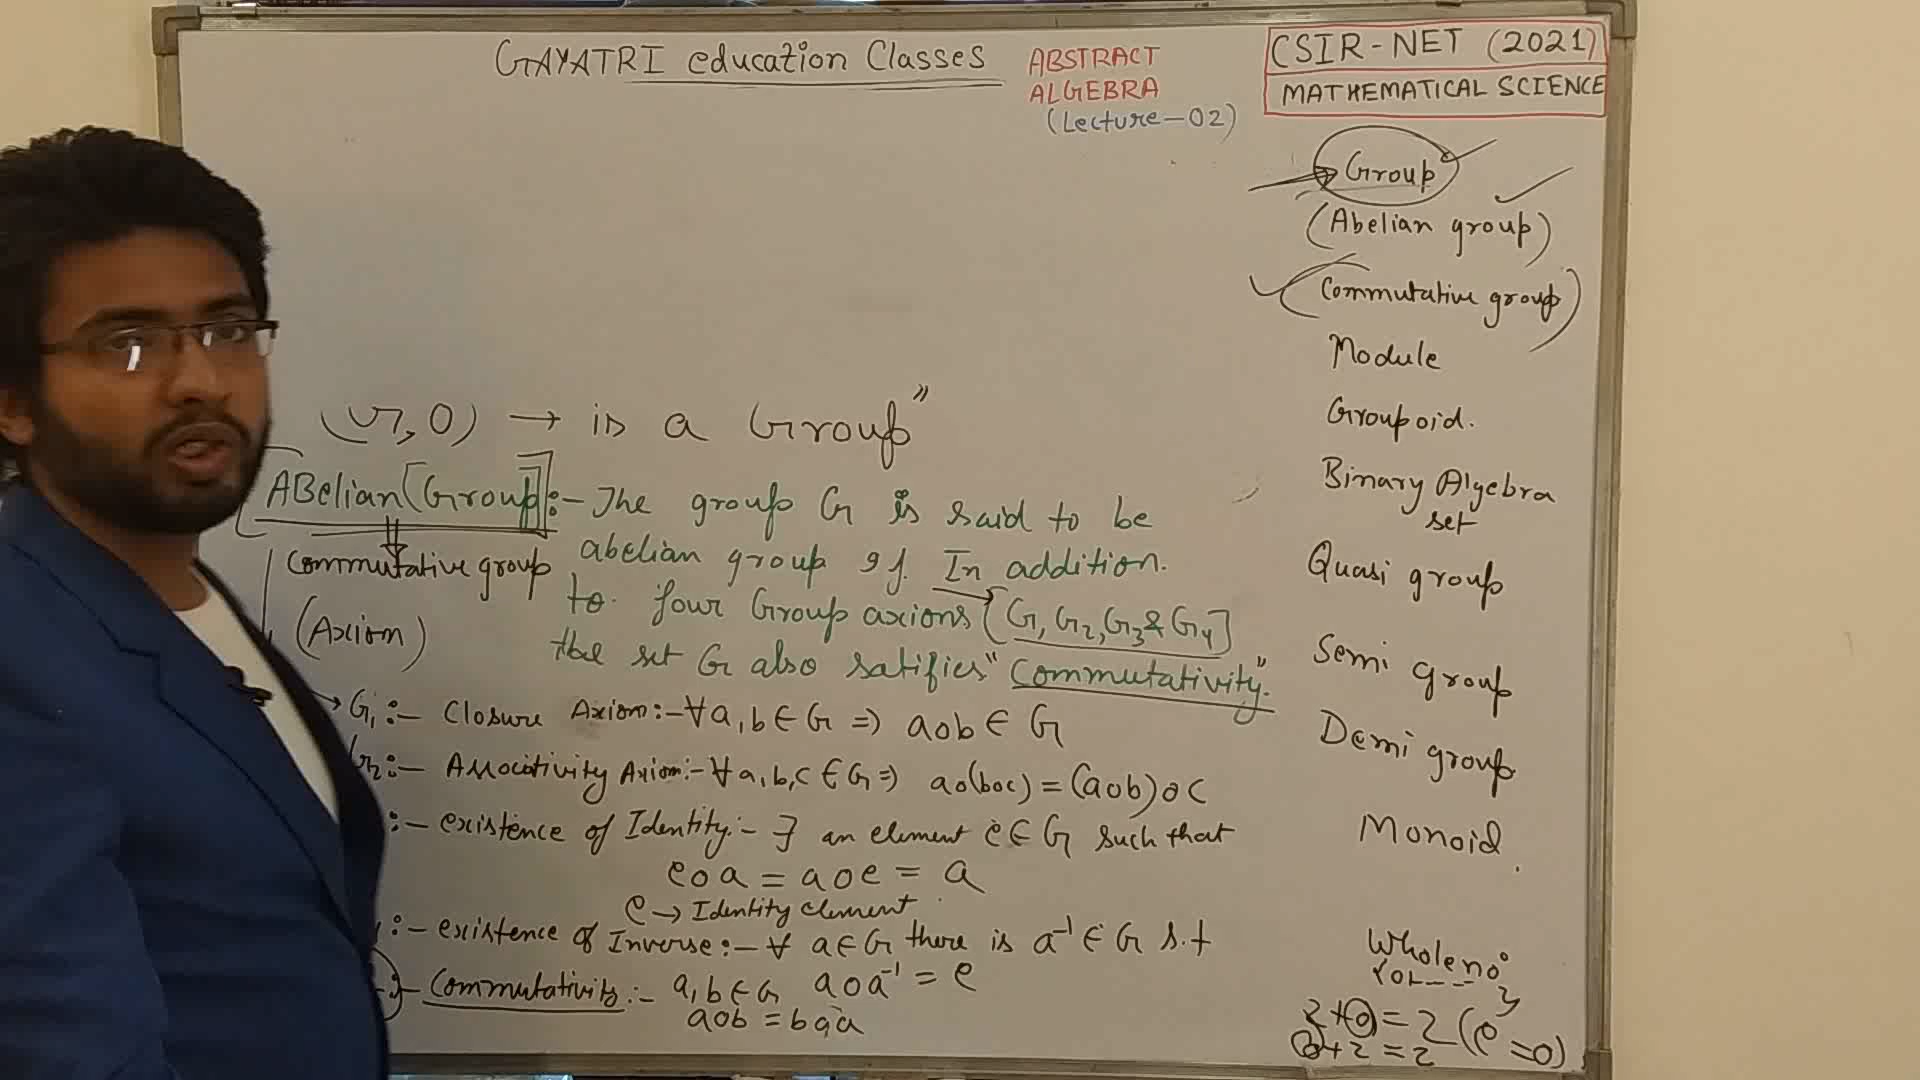 GAYATRI education Classes
ABSTRACT
ALGEBRA
(Lecture-02)
CSIR-NET (2021)
MATHEMATICAL SCIENCE
(G, o) → is a Group"
ABelian [Group]:- The group G is said to be
abelian group if. In addition.
to four Group axions [G1, G2, G3 & G4]
the set G also satifies "Commutativity".
Commutative group
(Axiom)
→ G1:- Closure Axiom:- ∀ a,b ∈ G => aob ∈ G
G2:- Associtivity Axiom:- ∀ a,b,c ∈ G => ao(boc) = (aob)oc
:- existence of Identity:- ∃ an element e ∈ G such that
eoa = aoe = a
e → Identity element
:- existence of Inverse:- ∀ a ∈ G there is a⁻¹ ∈ G s.t
aoa⁻¹ = e
:- Commutativity:- a,b ∈ G
aob = boa
Group
(Abelian group)
(Commutative group)
Module
Groupoid.
Binary Algebra
set
Quasi group
Semi group
Demi group
Monoid
Whole no
2+0 = 2 (e=0)
0+2 = 2